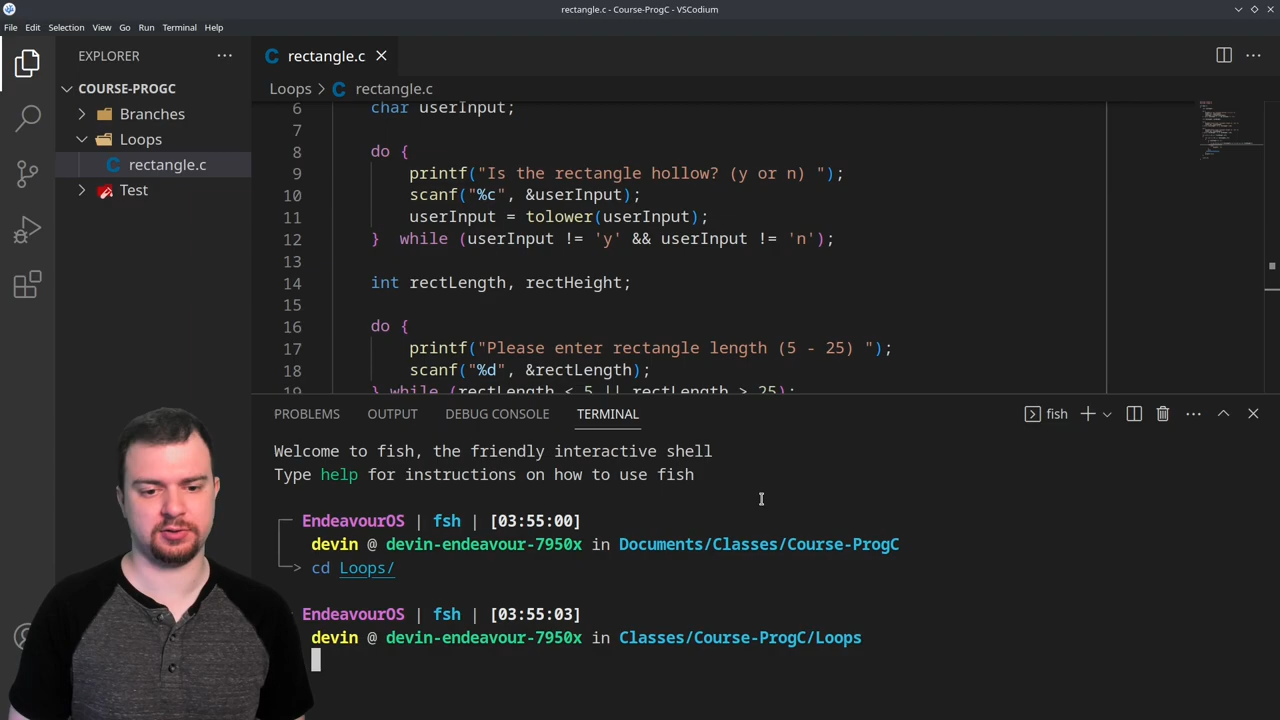 rectangle.c - Course-ProgC - VSCodium
File Edit Selection View Go Run Terminal Help
EXPLORER
COURSE-PROGC
Branches
Loops
rectangle.c
Test
rectangle.c
Loops > rectangle.c
6 char userInput;
7
8 do {
9 printf("Is the rectangle hollow? (y or n) ");
10 scanf("%c", &userInput);
11 userInput = tolower(userInput);
12 } while (userInput != 'y' && userInput != 'n');
13
14 int rectLength, rectHeight;
15
16 do {
17 printf("Please enter rectangle length (5 - 25) ");
18 scanf("%d", &rectLength);
19 } while (rectLength < 5 || rectLength > 25);
PROBLEMS OUTPUT DEBUG CONSOLE TERMINAL
fish
Welcome to fish, the friendly interactive shell
Type help for instructions on how to use fish
EndeavourOS | fsh | [03:55:00]
devin @ devin-endeavour-7950x in Documents/Classes/Course-ProgC
> cd Loops/
EndeavourOS | fsh | [03:55:03]
devin @ devin-endeavour-7950x in Classes/Course-ProgC/Loops